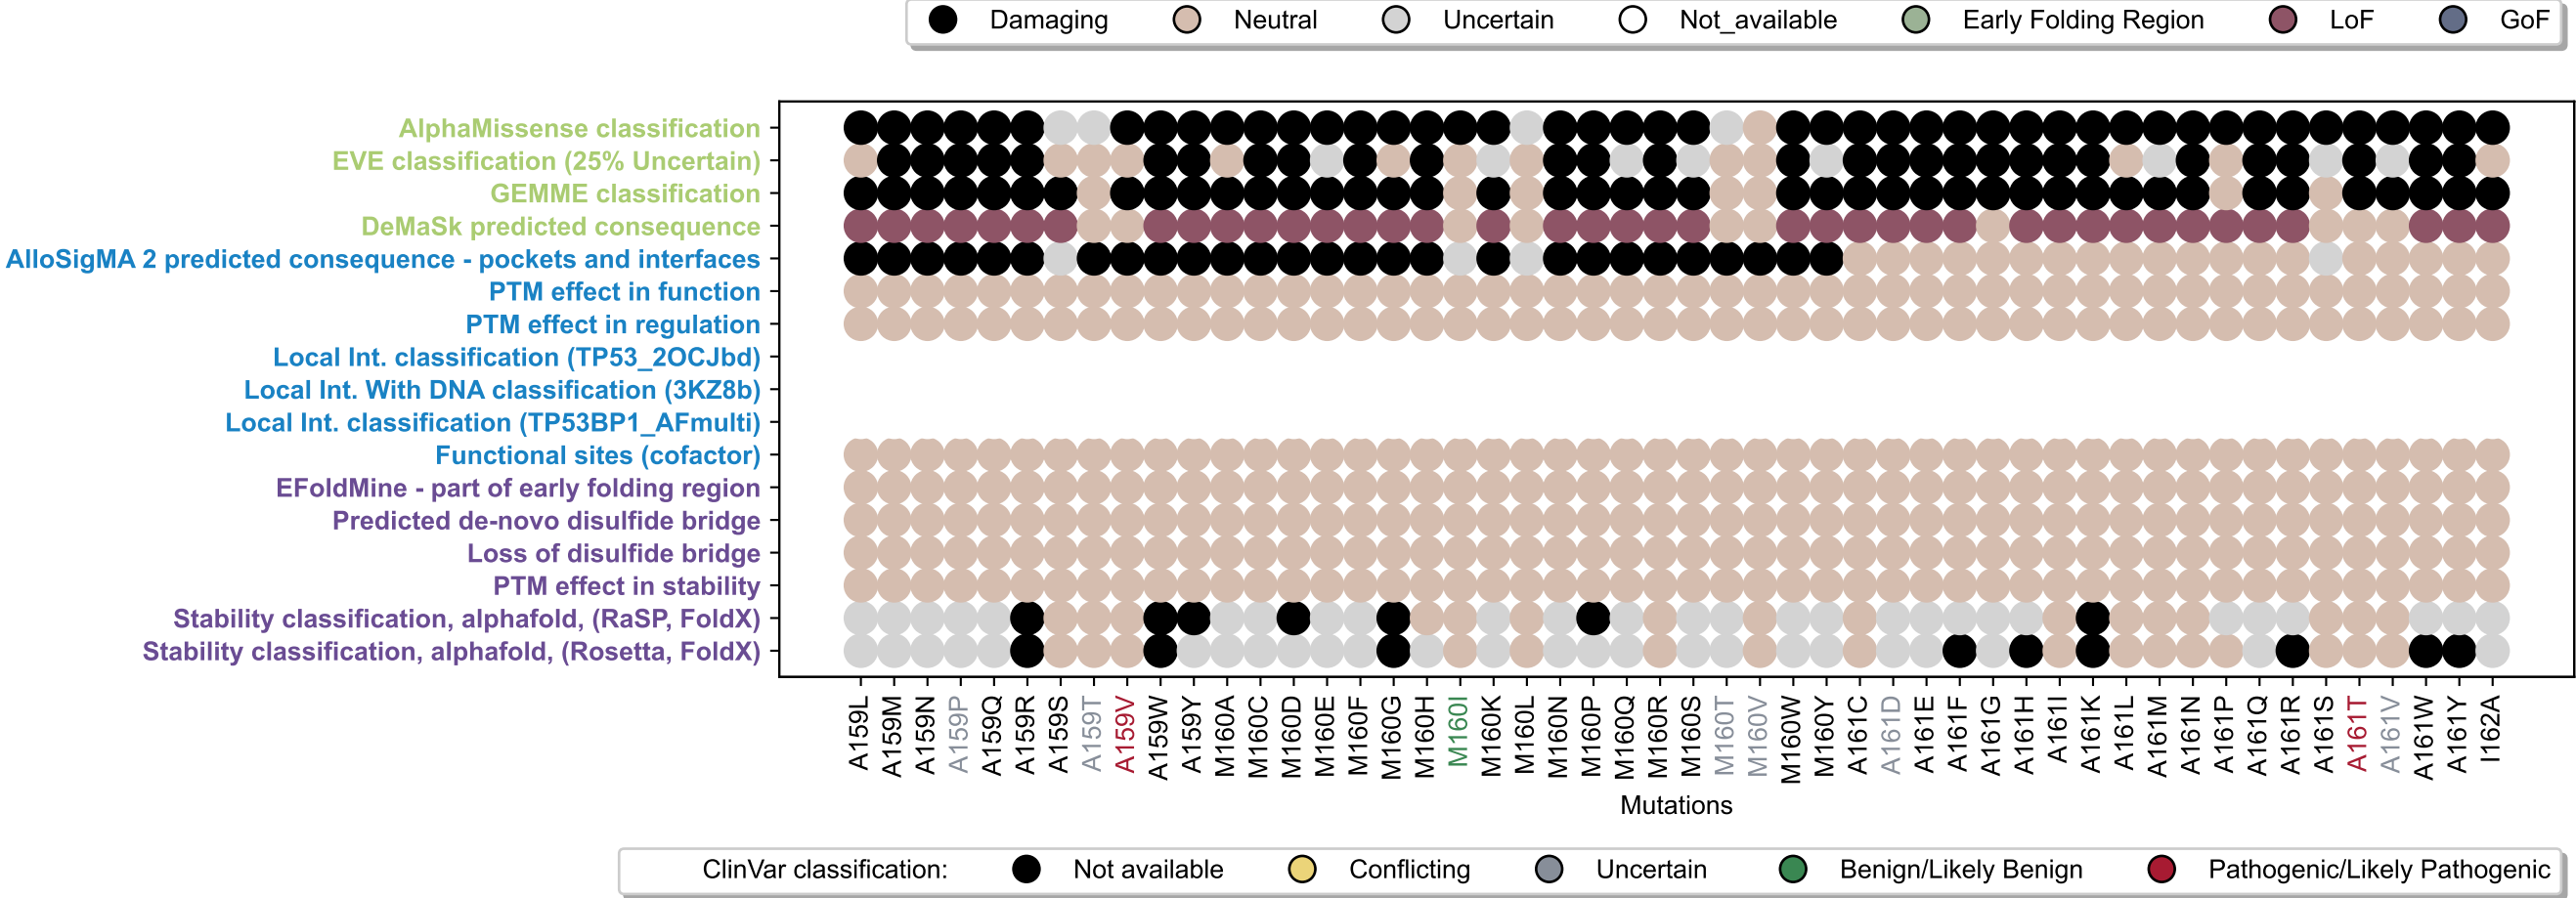 Damaging Neutral Uncertain Not_available Early Folding Region LoF GoF
AlphaMissense classification
EVE classification (25% Uncertain)
GEMME classification
DeMaSk predicted consequence
AlloSigMA 2 predicted consequence - pockets and interfaces
PTM effect in function
PTM effect in regulation
Local Int. classification (TP53_2OCJbd)
Local Int. With DNA classification (3KZ8b)
Local Int. classification (TP53BP1_AFmulti)
Functional sites (cofactor)
EFoldMine - part of early folding region
Predicted de-novo disulfide bridge
Loss of disulfide bridge
PTM effect in stability
Stability classification, alphafold, (RaSP, FoldX)
Stability classification, alphafold, (Rosetta, FoldX)
A159L
A159M
A159N
A159P
A159Q
A159R
A159S
A159T
A159V
A159W
A159Y
M160A
M160C
M160D
M160E
M160F
M160G
M160H
M160I
M160K
M160L
M160N
M160P
M160Q
M160R
M160S
M160T
M160V
M160W
M160Y
A161C
A161D
A161E
A161F
A161G
A161H
A161I
A161K
A161L
A161M
A161N
A161P
A161Q
A161R
A161S
A161T
A161V
A161W
A161Y
I162A
Mutations
ClinVar classification: Not available Conflicting Uncertain Benign/Likely Benign Pathogenic/Likely Pathogenic